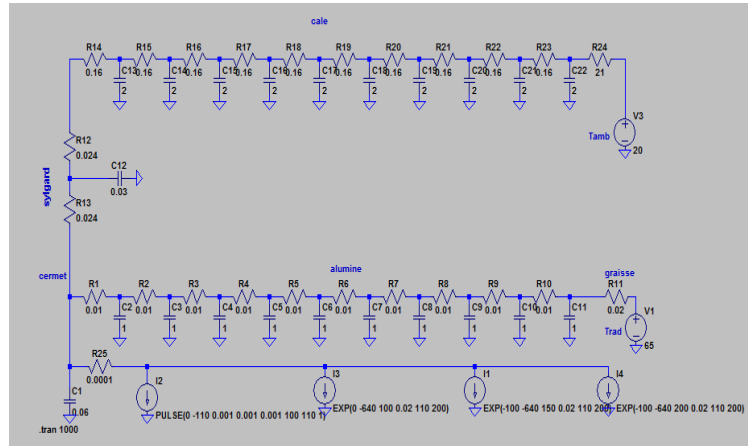 cale
R14 R15 R16 R17 R18 R19 R20 R21 R22 R23 R24
0.16 C13 0.16 C14 0.16 C15 0.16 C16 0.16 C17 0.16 C18 0.16 C19 0.16 C20 0.16 C21 0.16 C22 21
2 2 2 2 2 2 2 2 2 2
V3
Tamb
20
R12
0.024
C12
0.03
sylgard
R13
0.024
cermet
alumine
graisse
R1 R2 R3 R4 R5 R6 R7 R8 R9 R10 R11
0.01 C2 0.01 C3 0.01 C4 0.01 C5 0.01 C6 0.01 C7 0.01 C8 0.01 C9 0.01 C10 0.01 C11 0.02
1 1 1 1 1 1 1 1 1 1
V1
Trad
65
R25
0.0001
I2 I3 I1 I4
C1
0.06
PULSE(0 -110 0.001 0.001 0.001 100 110 1) EXP(0 -640 100 0.02 110 200) EXP(-100 -640 150 0.02 110 200) EXP(-100 -640 200 0.02 110 200)
.tran 1000